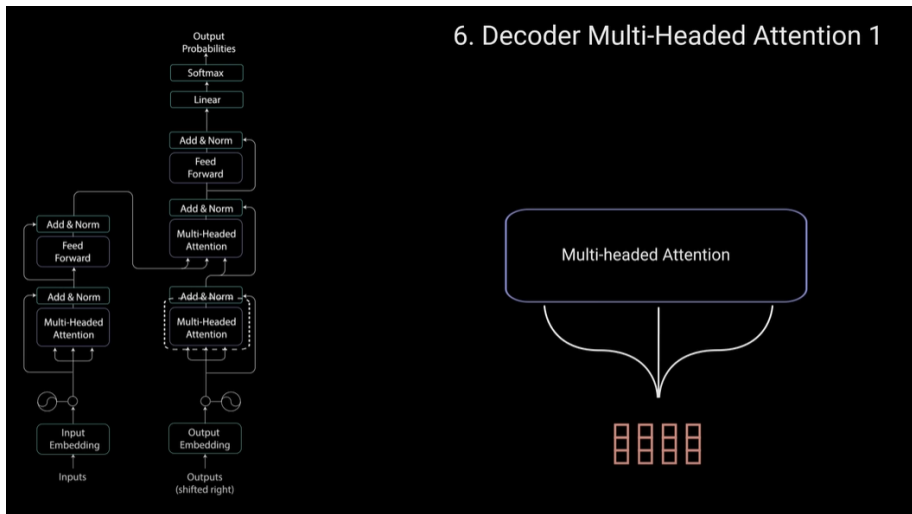 6. Decoder Multi-Headed Attention 1
Output
Probabilities
Softmax
Linear
Add & Norm
Feed
Forward
Add & Norm
Multi-Headed
Attention
Add & Norm
Multi-Headed
Attention
Output
Embedding
Outputs
(shifted right)
Add & Norm
Feed
Forward
Add & Norm
Multi-Headed
Attention
Input
Embedding
Inputs
Multi-headed Attention